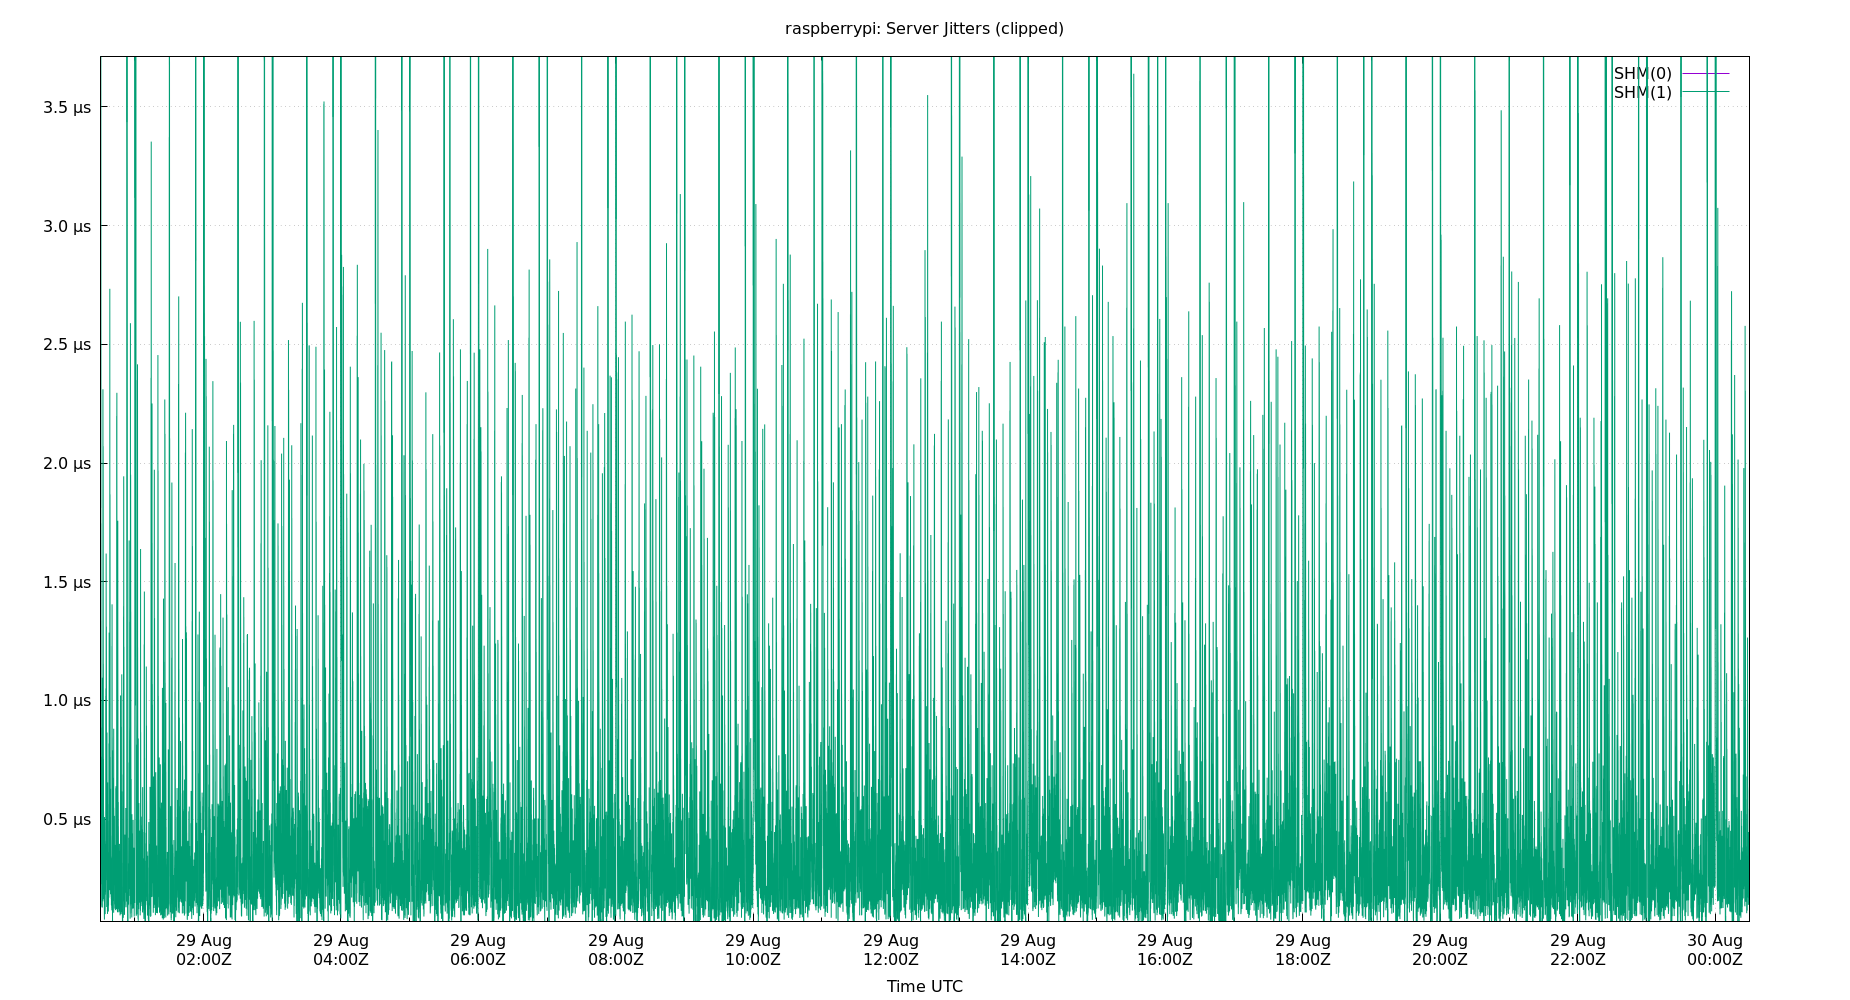 raspberrypi: Server Jitters (clipped)
SHM(0)
SHM(1)
3.5 μs
3.0 μs
2.5 μs
2.0 μs
1.5 μs
1.0 μs
0.5 μs
29 Aug 29 Aug 29 Aug 29 Aug 29 Aug 29 Aug 29 Aug 29 Aug 29 Aug 29 Aug 29 Aug 30 Aug
02:00Z 04:00Z 06:00Z 08:00Z 10:00Z 12:00Z 14:00Z 16:00Z 18:00Z 20:00Z 22:00Z 00:00Z
Time UTC